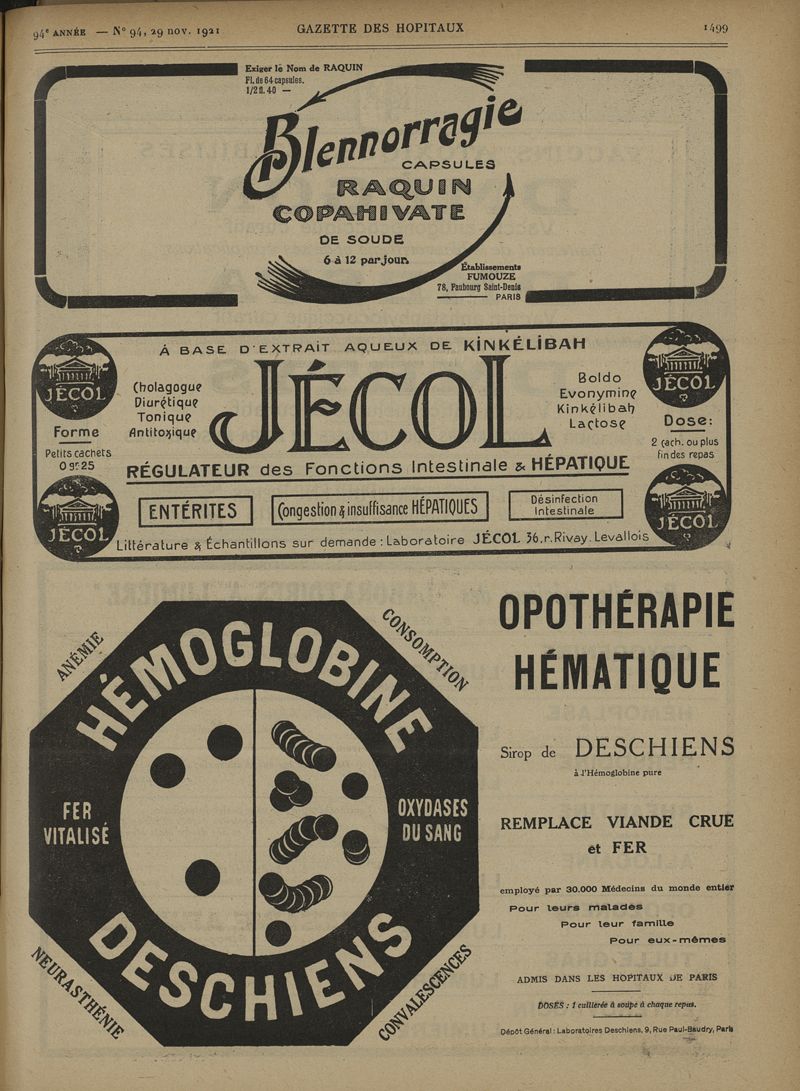 94e ANNÉE — No 94, 29 nov. 1921
GAZETTE DES HOPITAUX
1499
Exiger le Nom de RAQUIN
Fl. de 64 capsules.
1/2 fl. 40 —
Blennorragie
CAPSULES
RAQUIN
COPAHIVATE
DE SOUDE
6 à 12 par jour.
Établissements
FUMOUZE
78, Faubourg Saint-Denis
PARIS
À BASE D'EXTRAIT AQUEUX DE KINKÉLIBAH
JÉCOL
JÉCOL
JÉCOL
Cholagogue
Diurétique
Tonique
Antitoxique
Boldo
Evonymine
Kinkélibah
Lactose
Forme
Petits cachets
0 gr 25
Dose:
2 cach. ou plus
fin des repas
RÉGULATEUR des Fonctions Intestinale & HÉPATIQUE
ENTÉRITES
Congestion & insuffisance HÉPATIQUES
Désinfection
Intestinale
JÉCOL
JÉCOL
Littérature & Échantillons sur demande : Laboratoire JÉCOL 36.r.Rivay. Levallois
ANÉMIE
CONSOMPTION
HÉMOGLOBINE
FER
VITALISÉ
OXYDASES
DU SANG
DESCHIENS
NEURASTHÉNIE
CONVALESCENCES
OPOTHÉRAPIE
HÉMATIQUE
Sirop de DESCHIENS
à l'Hémoglobine pure
REMPLACE VIANDE CRUE
et FER
employé par 30.000 Médecins du monde entier
Pour leurs malades
Pour leur famille
Pour eux-mêmes
ADMIS DANS LES HOPITAUX DE PARIS
DOSES : 1 cuillerée à soupe à chaque repas.
Dépôt Général : Laboratoires Deschiens, 9, Rue Paul-Baudry, Paris